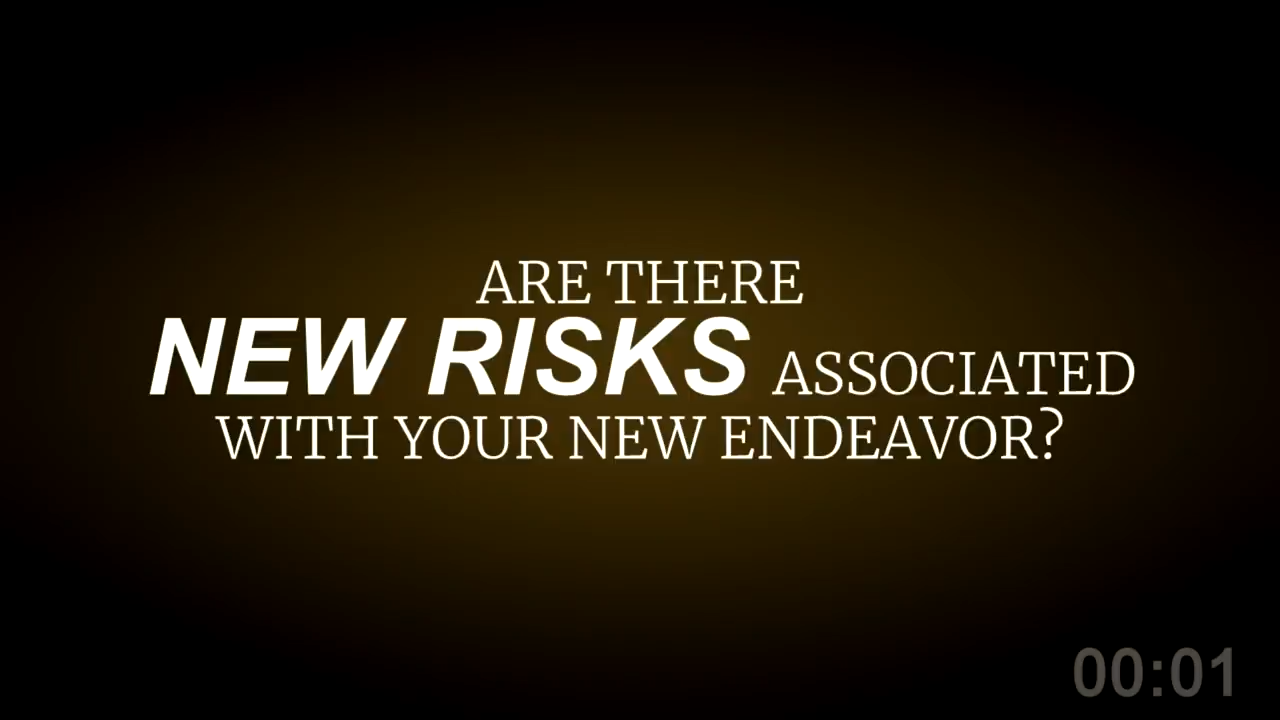 ARE THERE
NEW RISKS ASSOCIATED
WITH YOUR NEW ENDEAVOR?
00:01